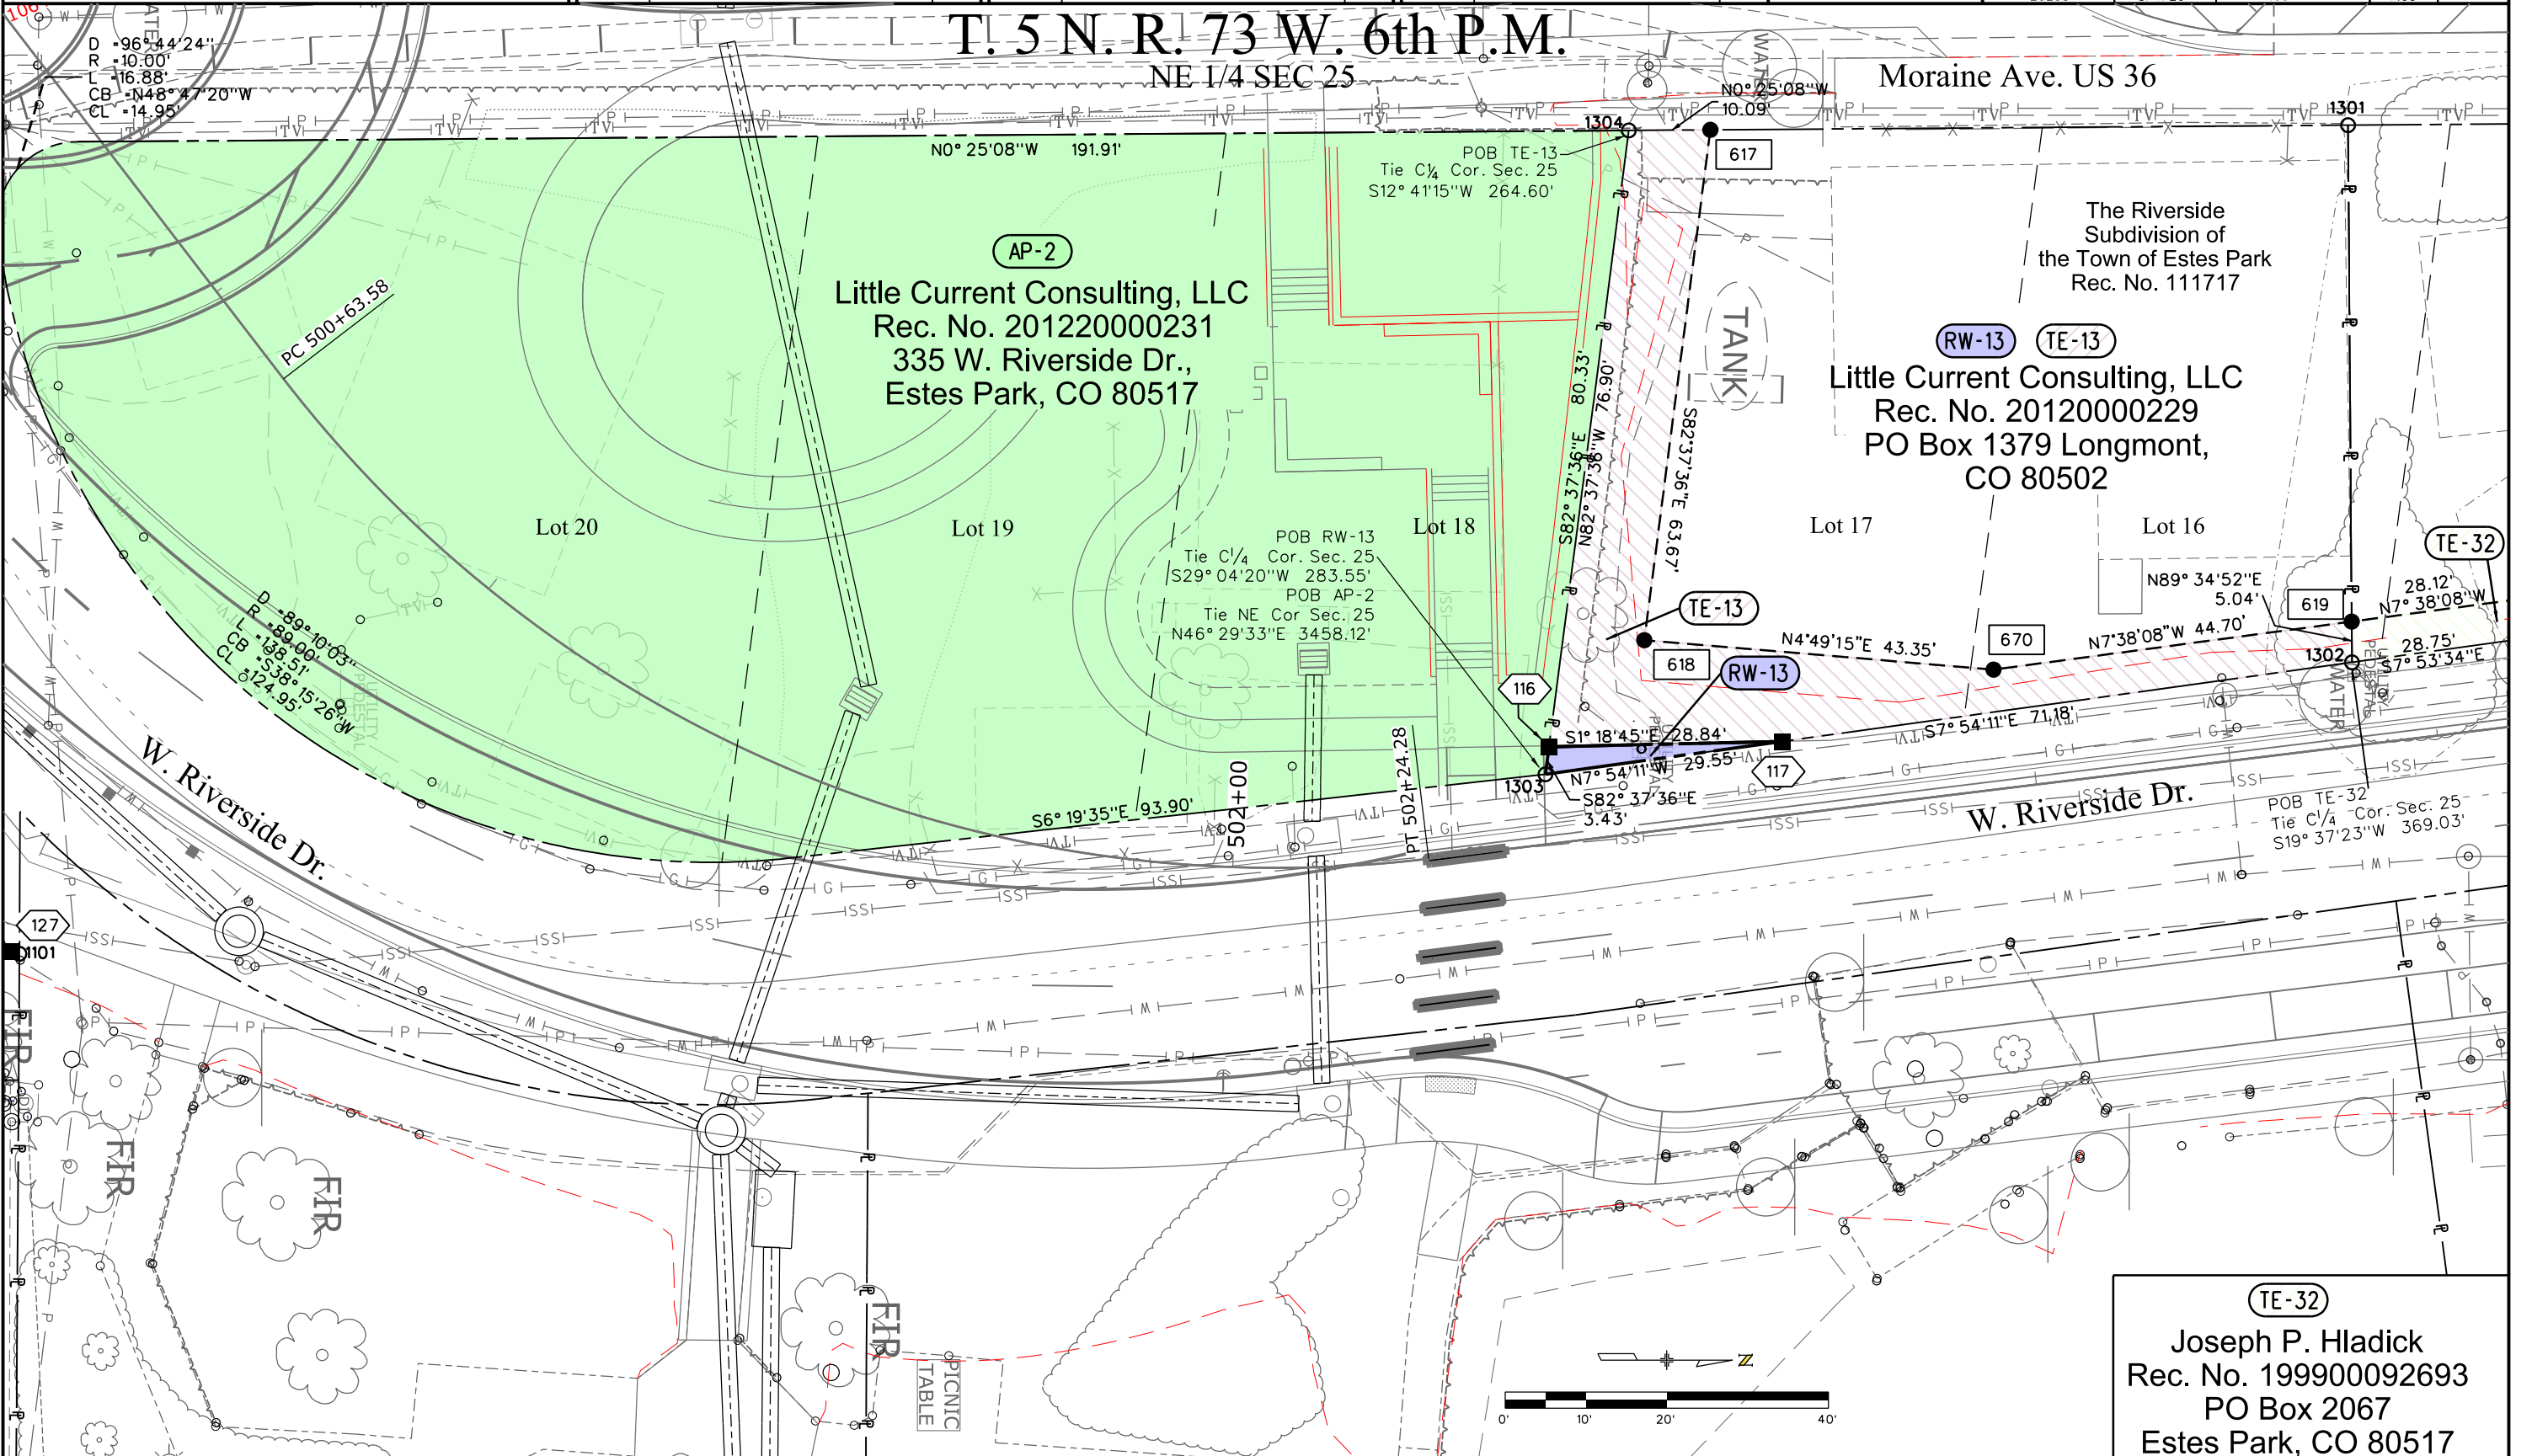 T. 5 N. R. 73 W. 6th P.M.
NE 1/4 SEC 25
Moraine Ave. US 36
106
WATER
D =96°44'24"
R =10.00'
L =16.88'
CB =N48°47'20"W
CL =14.95'
N0°25'08"W 191.91'
N0°25'08"W
10.09'
WATER
1304
1301
617
POB TE-13
Tie C¼ Cor. Sec. 25
S12°41'15"W 264.60'
The Riverside
Subdivision of
the Town of Estes Park
Rec. No. 111717
AP-2
Little Current Consulting, LLC
Rec. No. 201220000231
335 W. Riverside Dr.,
Estes Park, CO 80517
PC 500+63.58
TANK
RW-13 TE-13
Little Current Consulting, LLC
Rec. No. 20120000229
PO Box 1379 Longmont,
CO 80502
S82°37'36"E 80.33'
N82°37'36"W 76.90'
S82°37'36"E 63.67'
Lot 20
Lot 19
Lot 18
Lot 17
Lot 16
POB RW-13
Tie C¼ Cor. Sec. 25
S29°04'20"W 283.55'
POB AP-2
Tie NE Cor Sec. 25
N46°29'33"E 3458.12'
TE-32
N89°34'52"E
5.04'
619
28.12'
N7°38'08"W
TE-13
618
N4°49'15"E 43.35'
670
N7°38'08"W 44.70'
1302
28.75'
S7°53'34"E
RW-13
116
D =89°10'03"
R =89.00'
L =138.51'
CB =S38°15'26"W
CL =124.95'
UTILITY
PEDESTAL
S1°18'45"E 28.84'
S7°54'11"E 71.18'
WATER
UTILITY
PEDESTAL
N7°54'11"W 29.55'
117
1303
S82°37'36"E
3.43'
S6°19'35"E 93.90'
502+00
PT 502+24.28
W. Riverside Dr.
W. Riverside Dr.
POB TE-32
Tie C¼ Cor. Sec. 25
S19°37'23"W 369.03'
127
1101
FIR
FIR
FIR
FIR
PICNIC
TABLE
Z
0' 10' 20' 40'
TE-32
Joseph P. Hladick
Rec. No. 199900092693
PO Box 2067
Estes Park, CO 80517